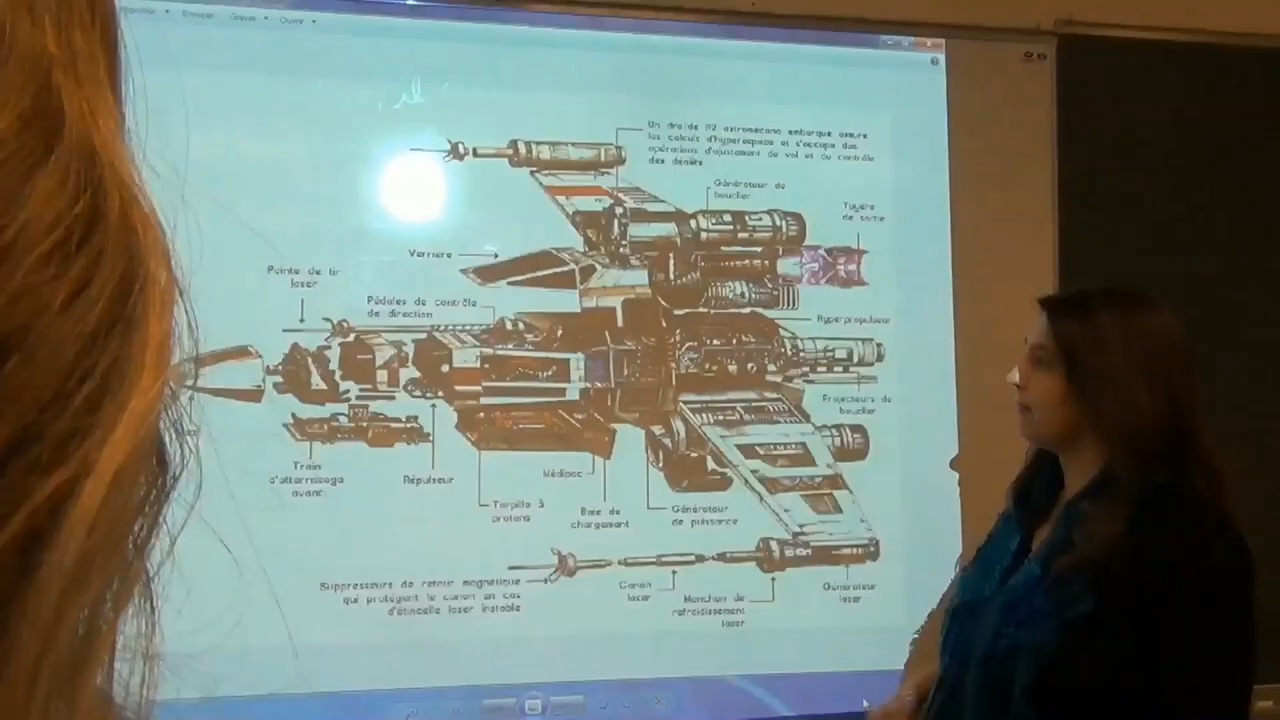 Envoyer Graver Ouvrir
Un droïde R2 astromécano embarqué assure
les calculs d'hyperespace et s'occupe des
opérations d'ajustement de vol et du contrôle
des dégâts
Générateur de
bouclier
Tuyère
de sortie
Verrière
Pointe de tir
laser
Pédales de contrôle
de direction
Hyperpropulseur
Projecteurs de
bouclier
Train
d'atterrissage
avant
Répulseur
Médipac
Torpille à
protons
Baie de
chargement
Générateur
de puissance
Suppresseurs de retour magnétique
qui protègent le canon en cas
d'étincelle laser instable
Canon
laser
Manchon de
refroidissement
laser
Générateur
laser